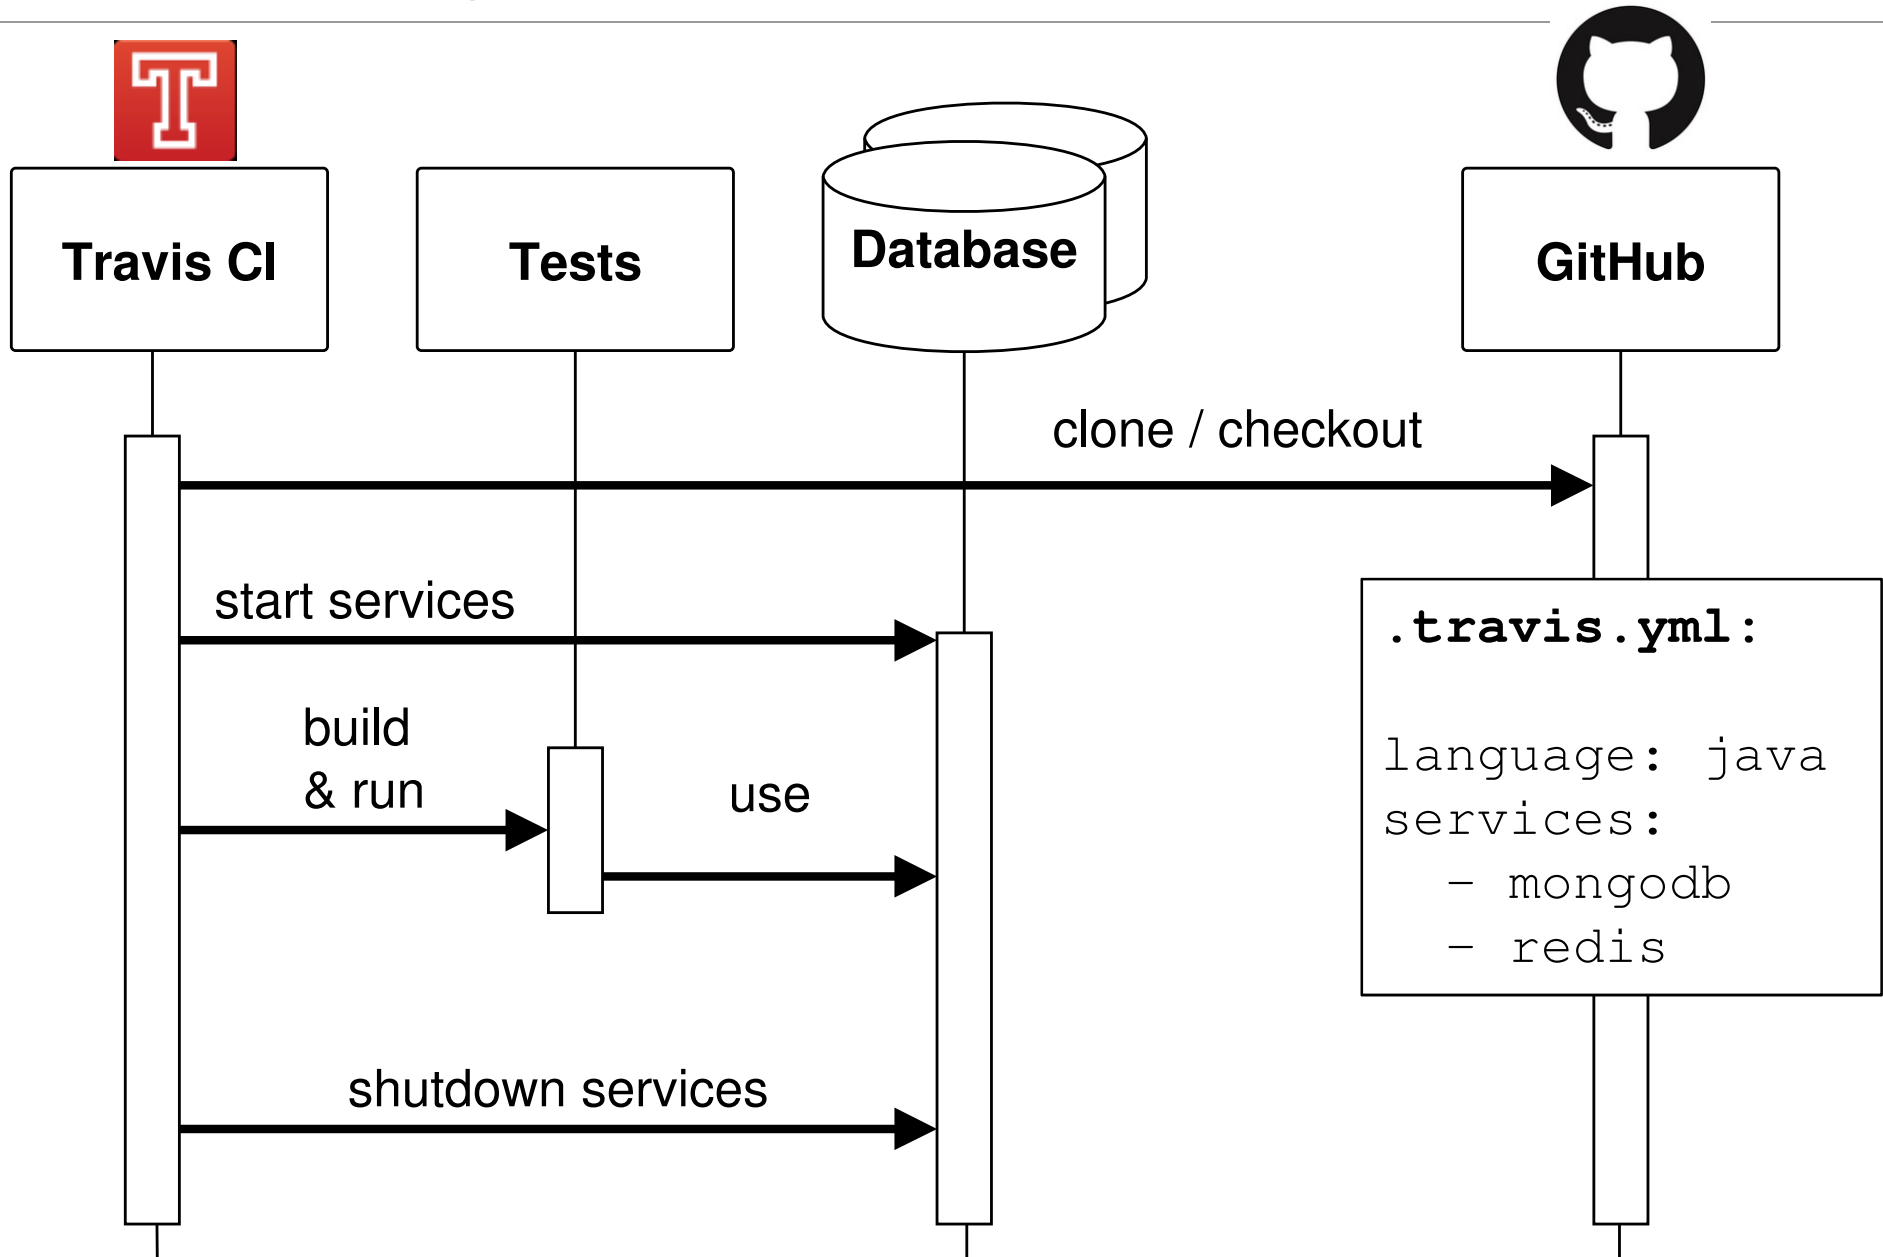 T
Travis CI
Tests
Database
GitHub
clone / checkout
start services
build
& run
use
shutdown services
.travis.yml:
language: java
services:
- mongodb
- redis